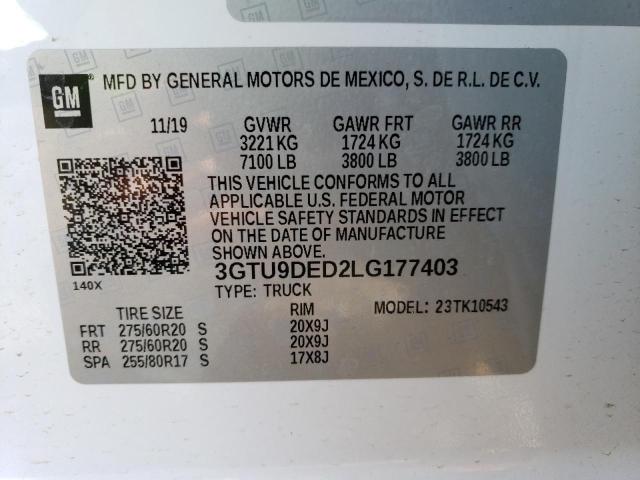 GM
MFD BY GENERAL MOTORS DE MEXICO, S. DE R.L. DE C.V.
11/19 GVWR GAWR FRT GAWR RR
3221 KG 1724 KG 1724 KG
7100 LB 3800 LB 3800 LB
THIS VEHICLE CONFORMS TO ALL
APPLICABLE U.S. FEDERAL MOTOR
VEHICLE SAFETY STANDARDS IN EFFECT
ON THE DATE OF MANUFACTURE
SHOWN ABOVE.
140X
3GTU9DED2LG177403
TYPE: TRUCK
TIRE SIZE RIM MODEL: 23TK10543
FRT 275/60R20 S 20X9J
RR 275/60R20 S 20X9J
SPA 255/80R17 S 17X8J